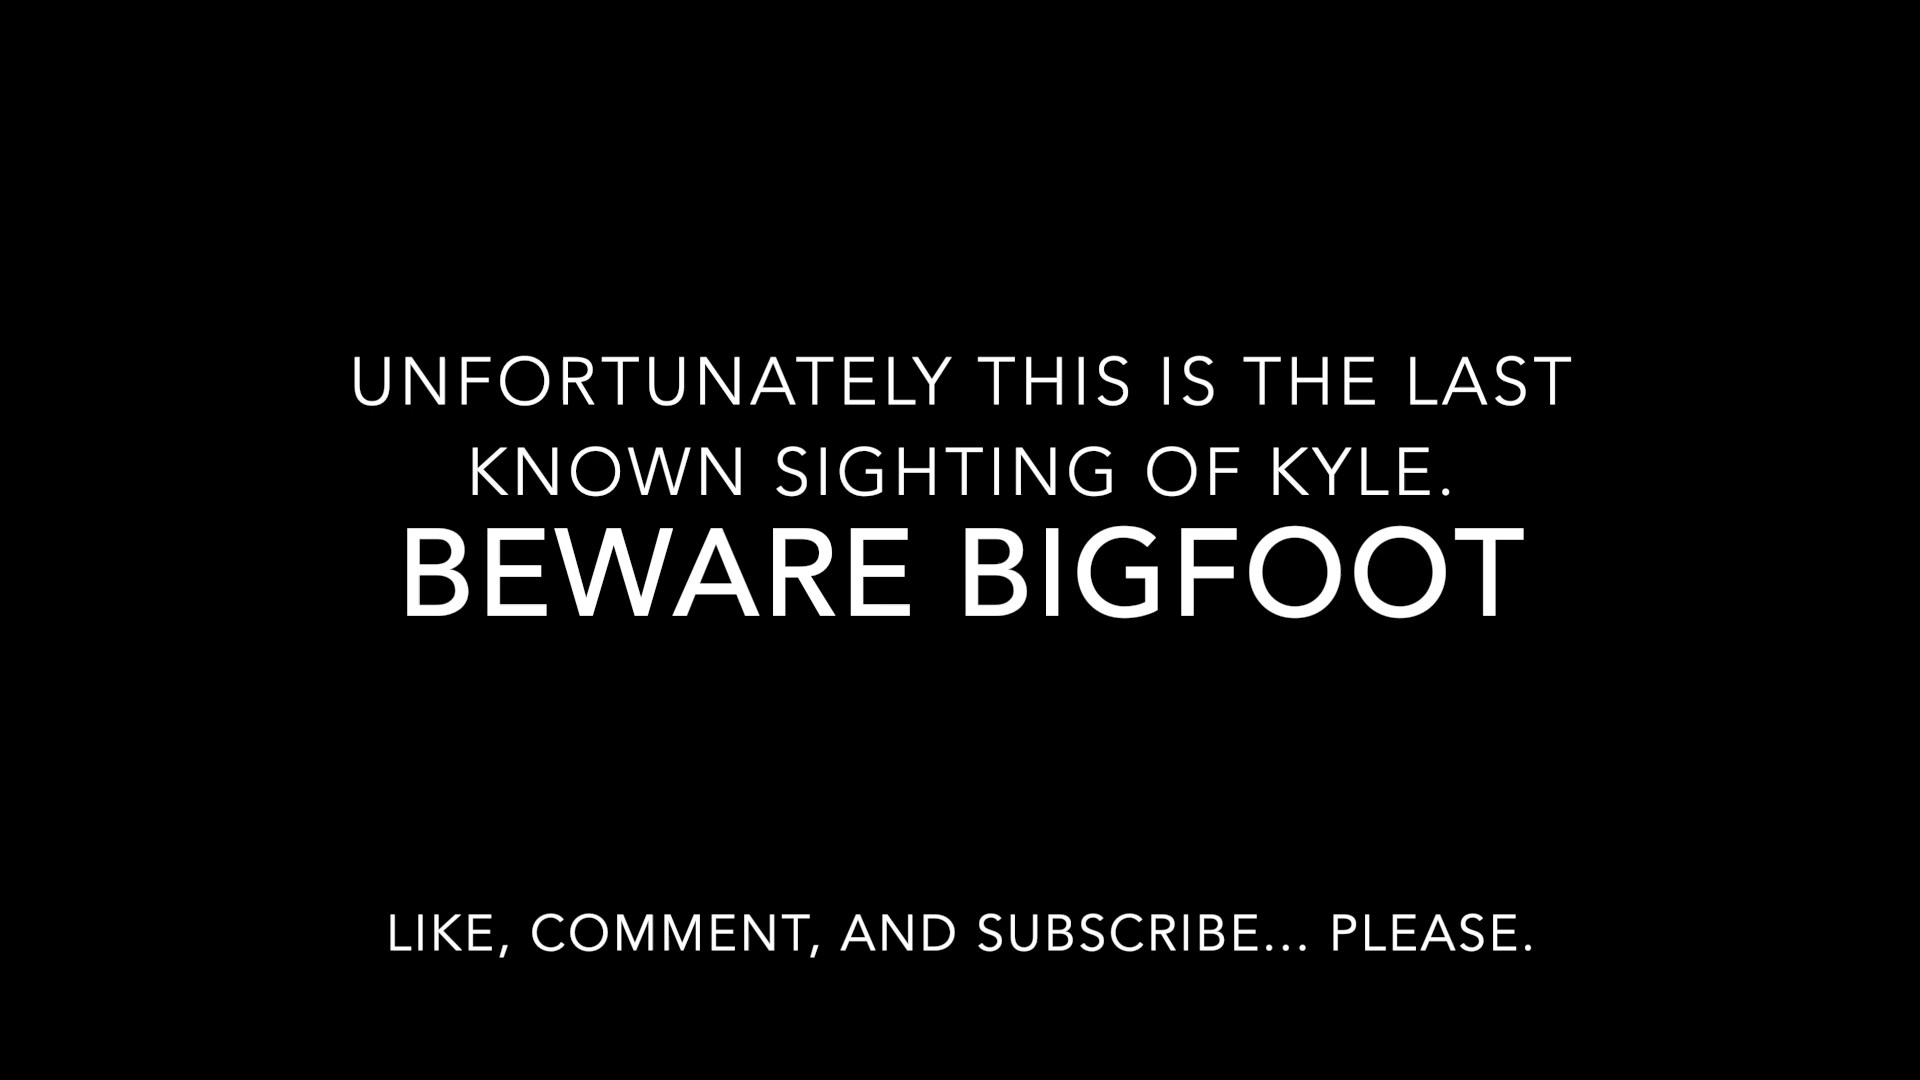 UNFORTUNATELY THIS IS THE LAST
KNOWN SIGHTING OF KYLE.
BEWARE BIGFOOT
LIKE, COMMENT, AND SUBSCRIBE... PLEASE.